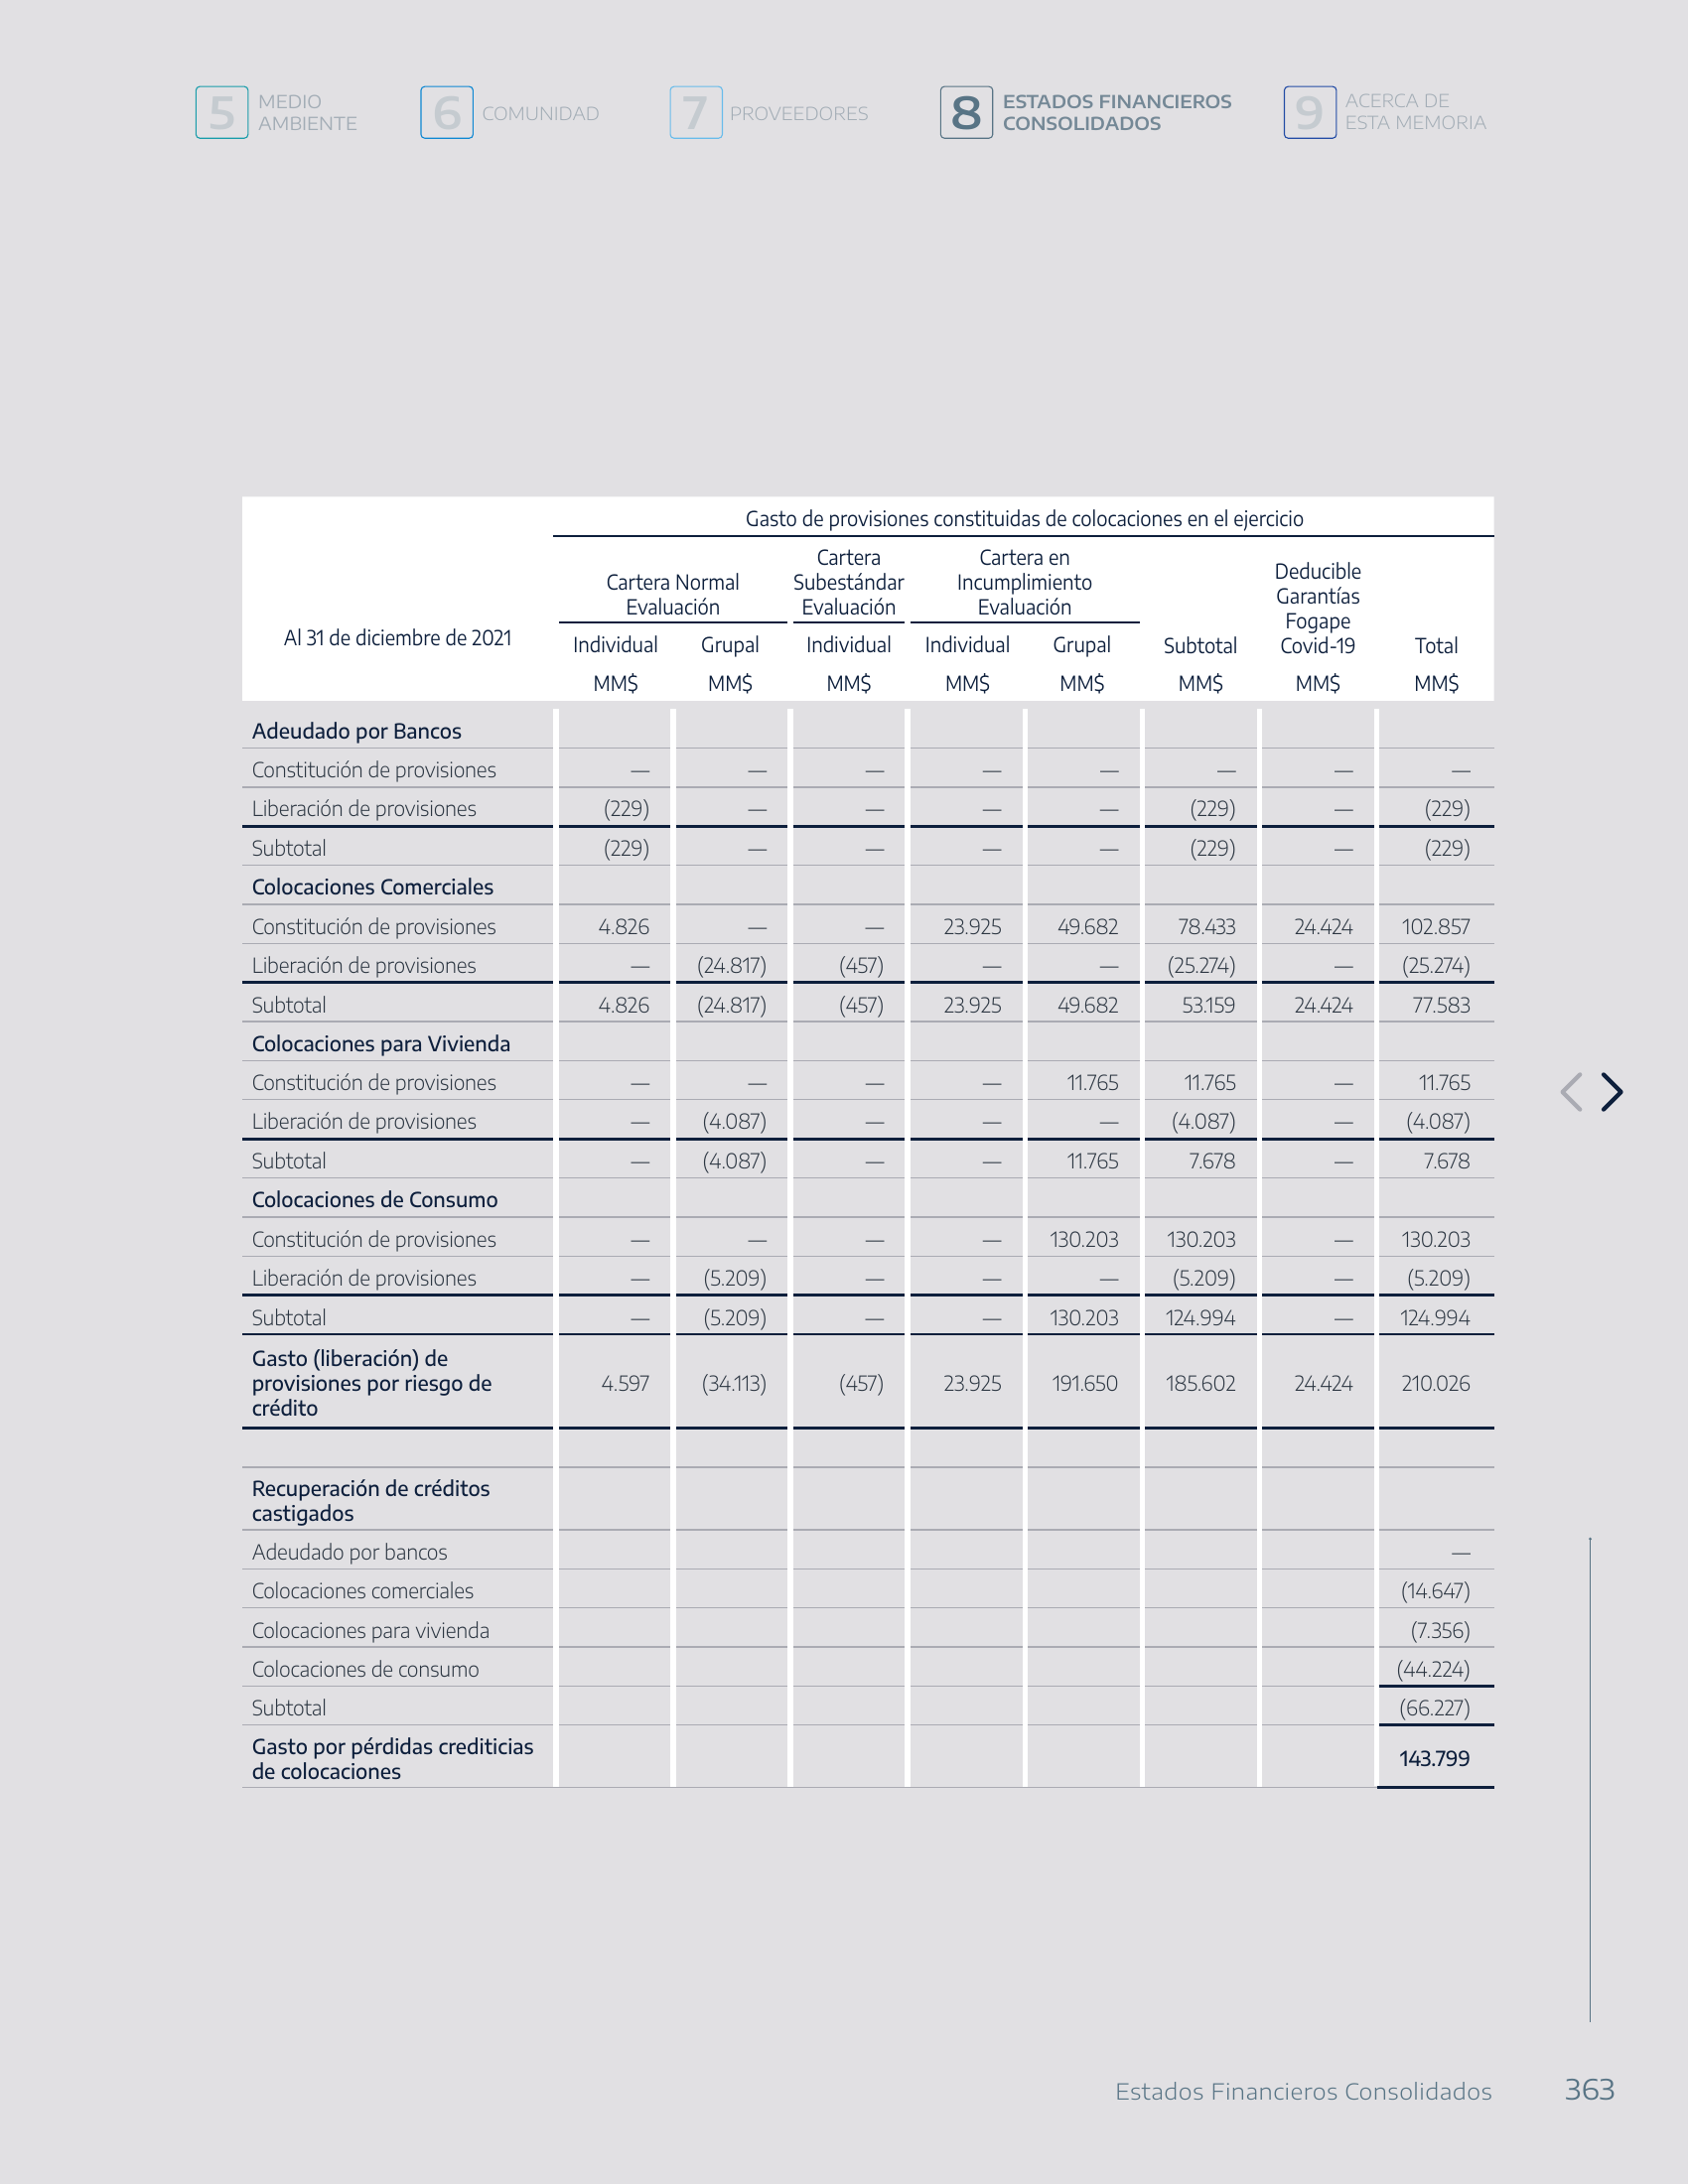 5 MEDIO AMBIENTE
6 COMUNIDAD
7 PROVEEDORES
8 ESTADOS FINANCIEROS CONSOLIDADOS
9 ACERCA DE ESTA MEMORIA
Gasto de provisiones constituidas de colocaciones en el ejercicio
Al 31 de diciembre de 2021
Cartera Normal Evaluación
Cartera Subestándar Evaluación
Cartera en Incumplimiento Evaluación
Subtotal
Deducible Garantías Fogape Covid-19
Total
Individual Grupal Individual Individual Grupal
MM$ MM$ MM$ MM$ MM$ MM$ MM$ MM$
Adeudado por Bancos
Constitución de provisiones — — — — — — — —
Liberación de provisiones (229) — — — — (229) — (229)
Subtotal (229) — — — — (229) — (229)
Colocaciones Comerciales
Constitución de provisiones 4.826 — — 23.925 49.682 78.433 24.424 102.857
Liberación de provisiones — (24.817) (457) — — (25.274) — (25.274)
Subtotal 4.826 (24.817) (457) 23.925 49.682 53.159 24.424 77.583
Colocaciones para Vivienda
Constitución de provisiones — — — — 11.765 11.765 — 11.765
Liberación de provisiones — (4.087) — — — (4.087) — (4.087)
Subtotal — (4.087) — — 11.765 7.678 — 7.678
Colocaciones de Consumo
Constitución de provisiones — — — — 130.203 130.203 — 130.203
Liberación de provisiones — (5.209) — — — (5.209) — (5.209)
Subtotal — (5.209) — — 130.203 124.994 — 124.994
Gasto (liberación) de
provisiones por riesgo de
crédito 4.597 (34.113) (457) 23.925 191.650 185.602 24.424 210.026
Recuperación de créditos
castigados
Adeudado por bancos —
Colocaciones comerciales (14.647)
Colocaciones para vivienda (7.356)
Colocaciones de consumo (44.224)
Subtotal (66.227)
Gasto por pérdidas crediticias
de colocaciones 143.799
Estados Financieros Consolidados 363